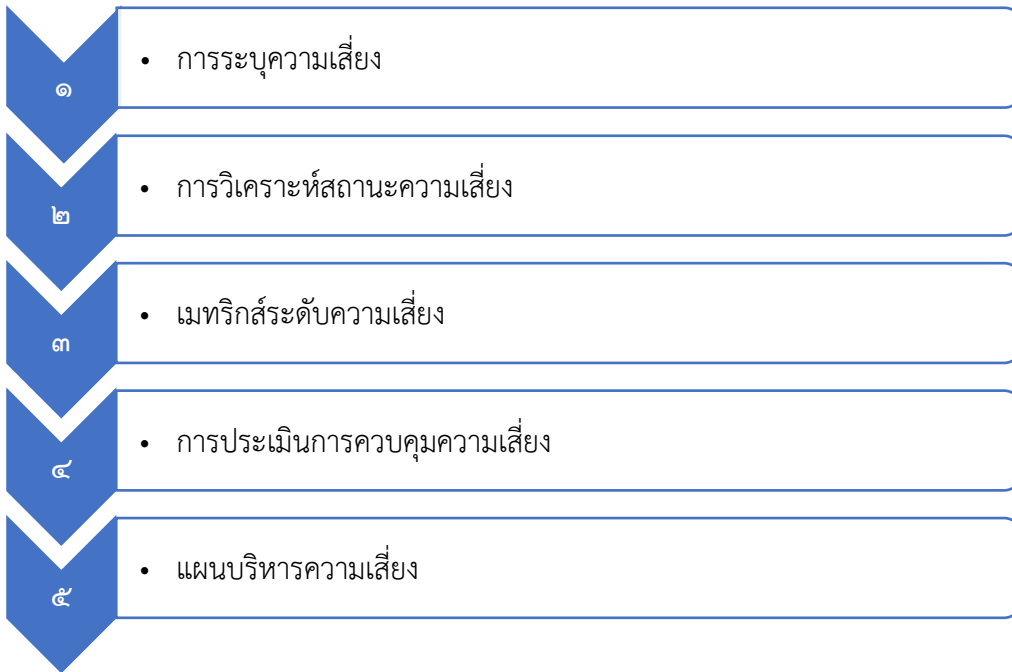 ๑
• การระบุความเสี่ยง
๒
• การวิเคราะห์สถานะความเสี่ยง
๓
• เมทริกส์ระดับความเสี่ยง
๔
• การประเมินการควบคุมความเสี่ยง
๕
• แผนบริหารความเสี่ยง